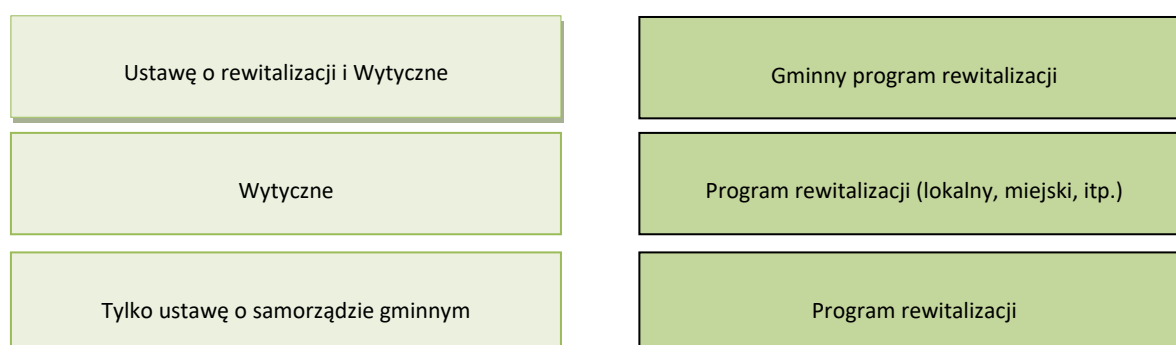 Ustawę o rewitalizacji i Wytyczne
Gminny program rewitalizacji
Wytyczne
Program rewitalizacji (lokalny, miejski, itp.)
Tylko ustawę o samorządzie gminnym
Program rewitalizacji